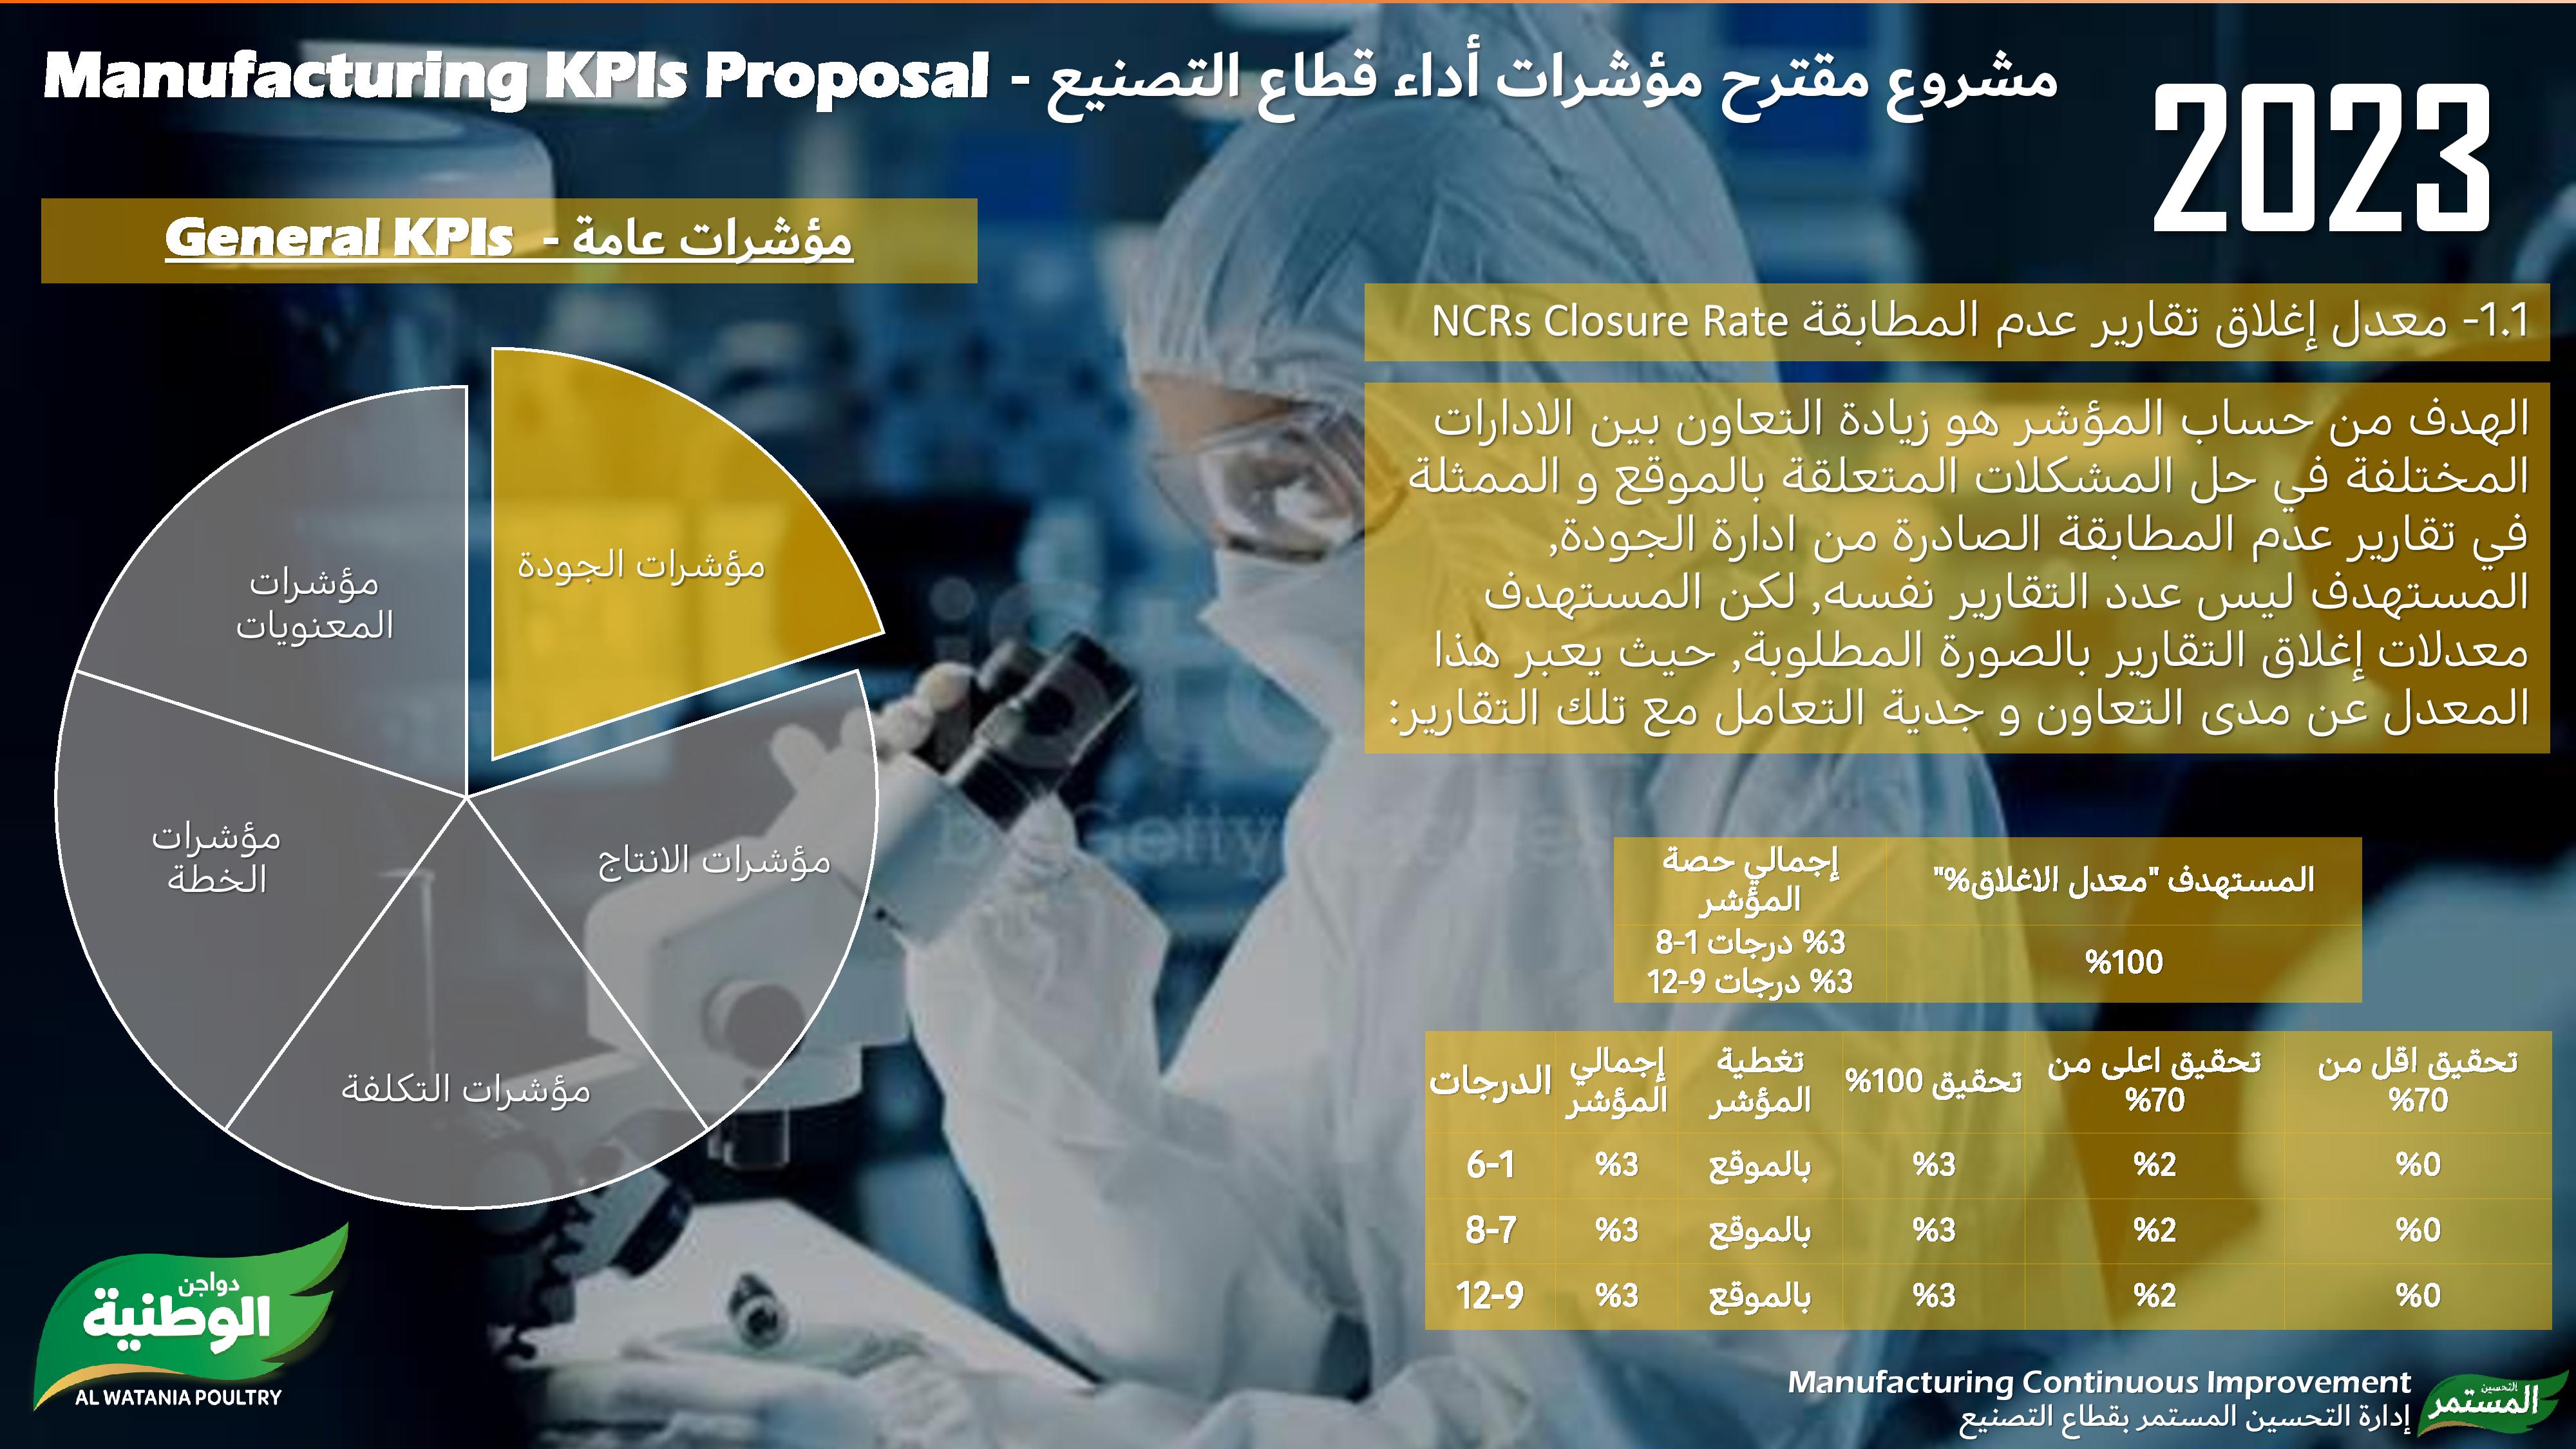 مشروع مقترح مؤشرات أداء قطاع التصنيع - Manufacturing KPIs Proposal
2023
مؤشرات عامة - General KPIs
1.1- معدل إغلاق تقارير عدم المطابقة NCRs Closure Rate
الهدف من حساب المؤشر هو زيادة التعاون بين الادارات
المختلفة في حل المشكلات المتعلقة بالموقع و الممثلة
في تقارير عدم المطابقة الصادرة من ادارة الجودة,
المستهدف ليس عدد التقارير نفسه, لكن المستهدف
معدلات إغلاق التقارير بالصورة المطلوبة, حيث يعبر هذا
المعدل عن مدى التعاون و جدية التعامل مع تلك التقارير:
مؤشرات الجودة
مؤشرات الانتاج
مؤشرات التكلفة
مؤشرات
الخطة
مؤشرات
المعنويات
المستهدف "معدل الاغلاق%" إجمالي حصة
المؤشر
%100 %3 درجات 1-8
%3 درجات 9-12
تحقيق اقل من
%70 تحقيق اعلى من
%70 تحقيق 100% تغطية
المؤشر إجمالي
المؤشر الدرجات
%0 %2 %3 بالموقع %3 6-1
%0 %2 %3 بالموقع %3 8-7
%0 %2 %3 بالموقع %3 12-9
دواجن
الوطنية
AL WATANIA POULTRY
Manufacturing Continuous Improvement
إدارة التحسين المستمر بقطاع التصنيع
التحسين
المستمر
iStock